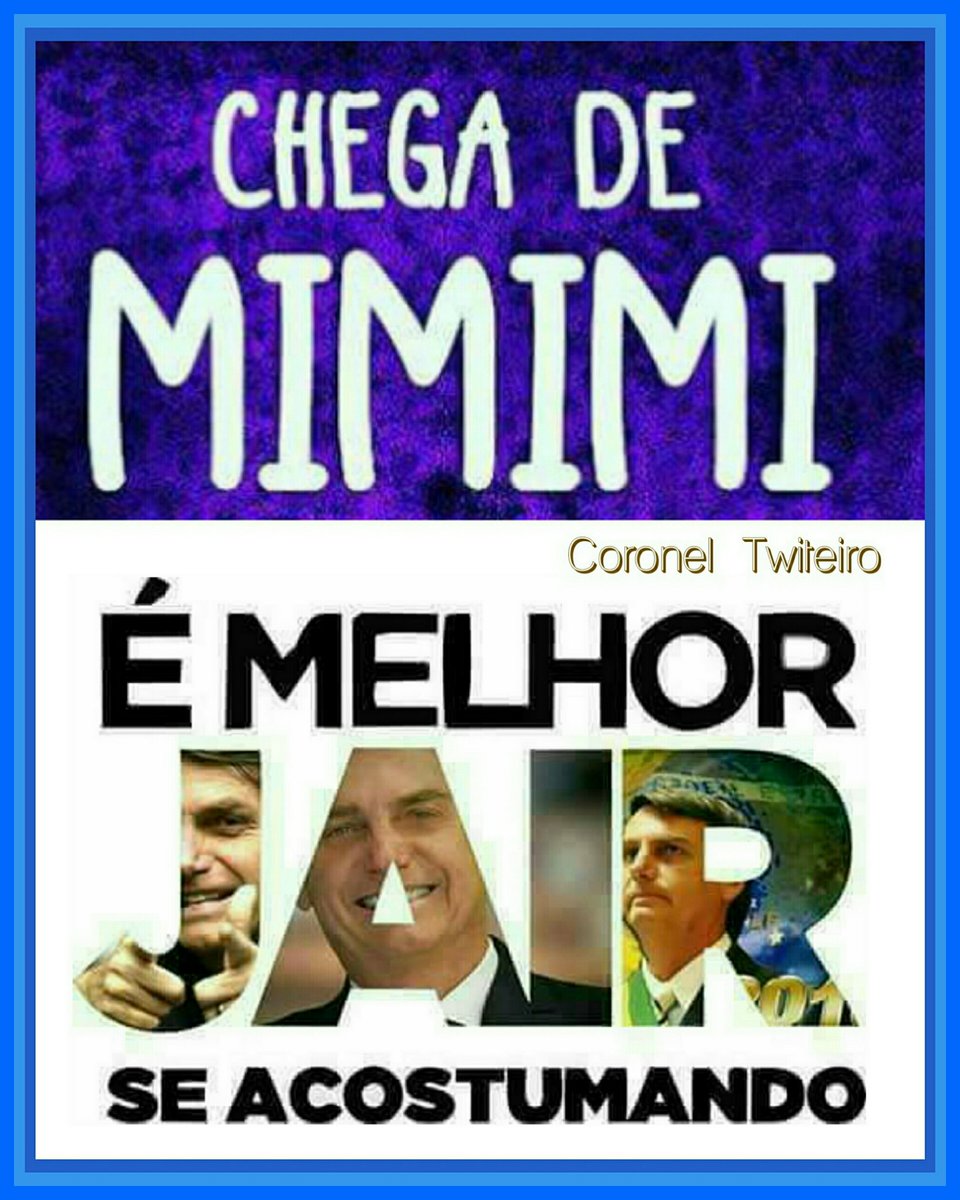 CHEGA DE
MIMIMI
Coronel Twiteiro
É MELHOR
JAIR
SE ACOSTUMANDO